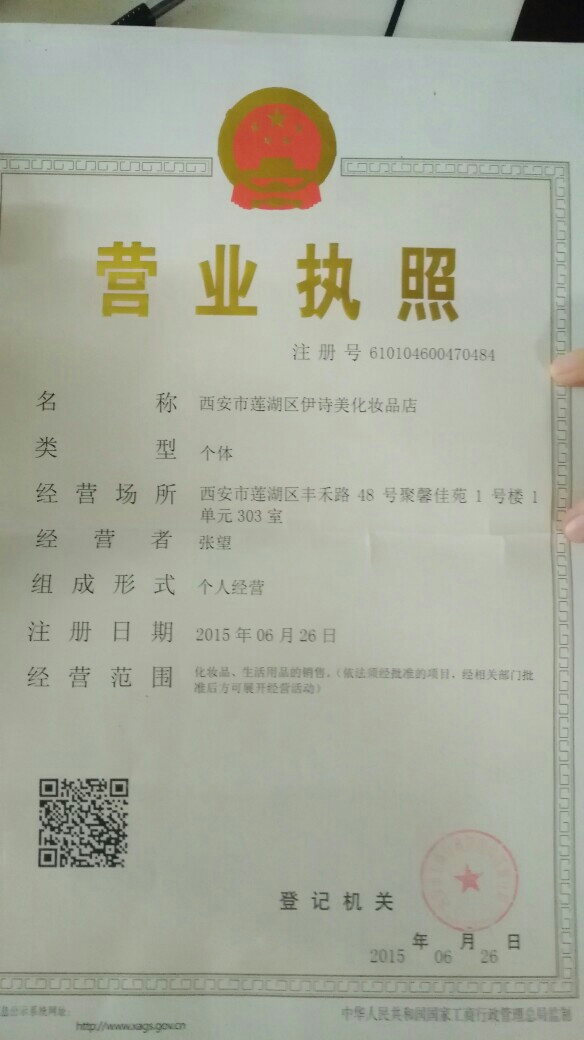 营业执照
注册号 610104600470484
名称 西安市莲湖区伊诗美化妆品店
类型 个体
经营场所 西安市莲湖区丰禾路 48 号聚馨佳苑 1 号楼 1
单元 303 室
经营者 张望
组成形式 个人经营
注册日期 2015 年 06 月 26 日
经营范围 化妆品、生活用品的销售。(依法须经批准的项目,经相关部门批
准后方可展开经营活动)
登记机关
2015 年 06 月 26 日
息公示系统网址:
http://www.xags.gov.cn
中华人民共和国国家工商行政管理总局监制